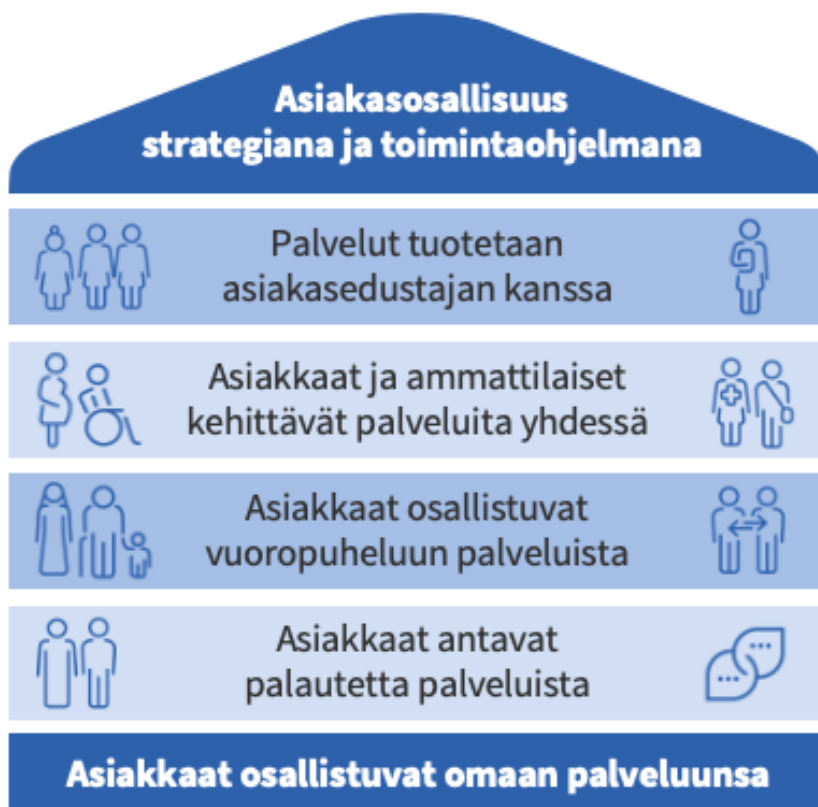 Asiakasosallisuus
strategiana ja toimintaohjelmana
Palvelut tuotetaan
asiakasedustajan kanssa
Asiakkaat ja ammattilaiset
kehittävät palveluita yhdessä
Asiakkaat osallistuvat
vuoropuheluun palveluista
Asiakkaat antavat
palautetta palveluista
Asiakkaat osallistuvat omaan palveluunsa